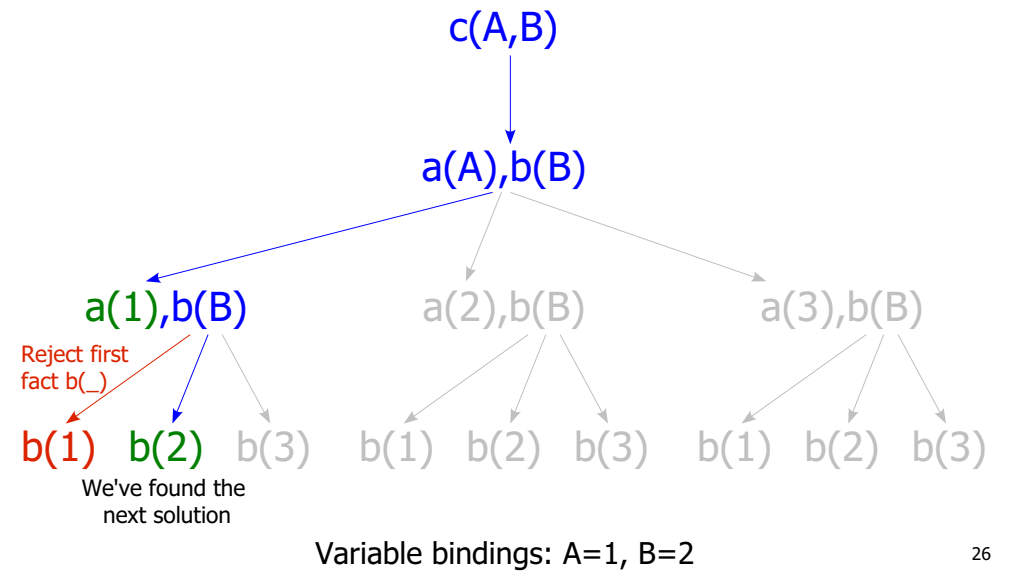 c(A,B)
a(A),b(B)
a(1),b(B) a(2),b(B) a(3),b(B)
Reject first
fact b(_)
b(1) b(2) b(3) b(1) b(2) b(3) b(1) b(2) b(3)
We've found the
next solution
Variable bindings: A=1, B=2
26